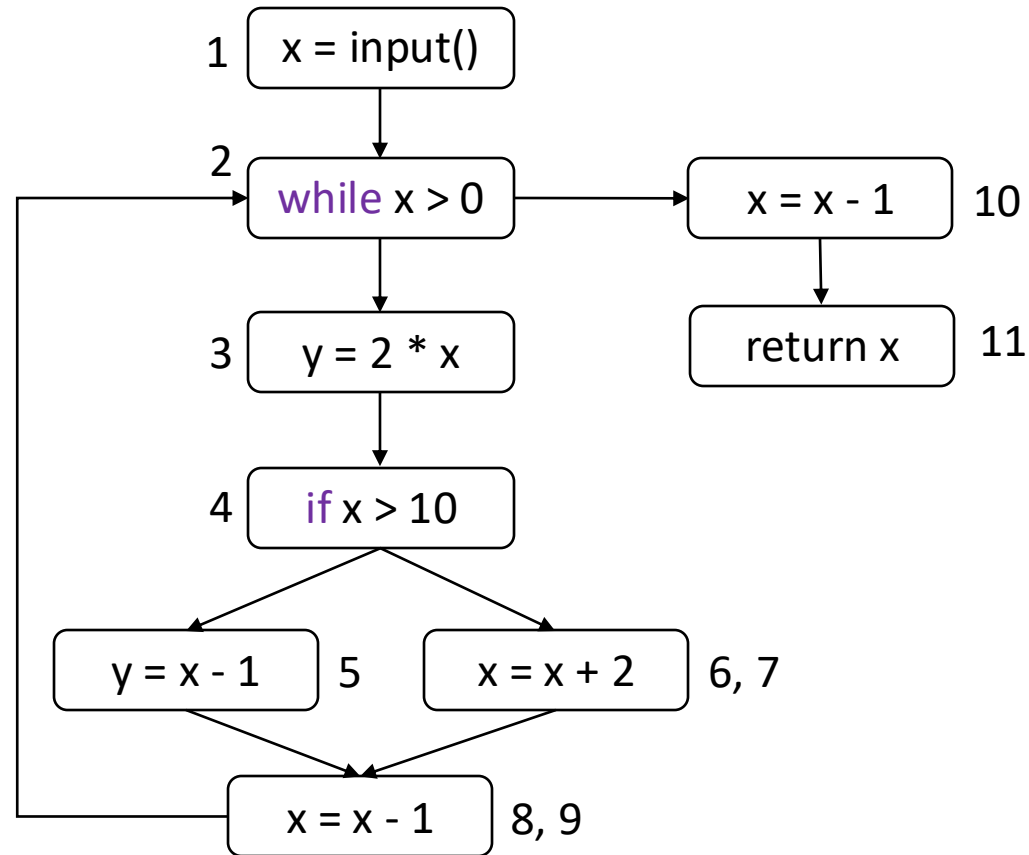 1 x = input()
2 while x > 0
x = x - 1 10
3 y = 2 * x
return x 11
4 if x > 10
y = x - 1 5
x = x + 2 6, 7
x = x - 1 8, 9